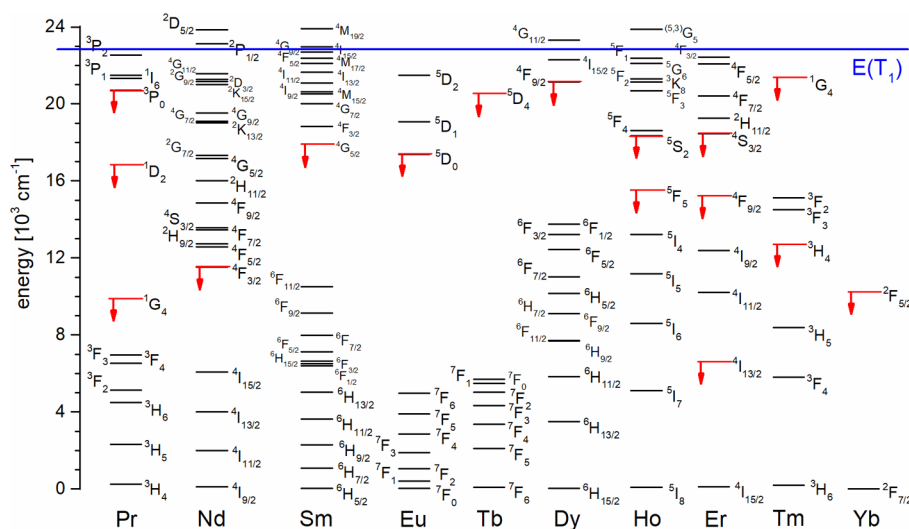 energy [10³ cm⁻¹]
24
20
16
12
8
4
0
E(T₁)
³P₂
³P₁
¹I₆
³P₀
¹D₂
¹G₄
³F₃
³F₄
³F₂
³H₆
³H₅
³H₄
Pr
²D₅/₂
²P₁/₂
⁴G₁₁/₂
²G₉/₂
²D₃/₂
²K₁₅/₂
⁴G₇/₂
⁴G₉/₂
²K₁₃/₂
²G₇/₂
⁴G₅/₂
²H₁₁/₂
⁴F₉/₂
⁴S₃/₂
⁴F₇/₂
²H₉/₂
⁴F₅/₂
⁴F₃/₂
⁴I₁₅/₂
⁴I₁₃/₂
⁴I₁₁/₂
⁴I₉/₂
Nd
⁴M₁₉/₂
⁴G₉/₂
⁴I₁₅/₂
⁴F₅/₂
⁴M₁₇/₂
⁴I₁₁/₂
⁴I₁₃/₂
⁴I₉/₂
⁴M₁₅/₂
⁴G₇/₂
⁴F₃/₂
⁴G₅/₂
⁶F₁₁/₂
⁶F₉/₂
⁶F₇/₂
⁶F₅/₂
⁶H₁₅/₂
⁶F₃/₂
⁶F₁/₂
⁶H₁₃/₂
⁶H₁₁/₂
⁶H₉/₂
⁶H₇/₂
⁶H₅/₂
Sm
⁵D₂
⁵D₁
⁵D₀
⁷F₆
⁷F₅
⁷F₄
⁷F₃
⁷F₂
⁷F₁
⁷F₀
Eu
⁵D₄
⁷F₁
⁷F₀
⁷F₂
⁷F₃
⁷F₄
⁷F₅
⁷F₆
Tb
⁴G₁₁/₂
⁴I₁₅/₂
⁴F₉/₂
⁶F₃/₂
⁶F₁/₂
⁶F₅/₂
⁶F₇/₂
⁶H₅/₂
⁶H₇/₂
⁶F₉/₂
⁶F₁₁/₂
⁶H₉/₂
⁶H₁₁/₂
⁶H₁₃/₂
⁶H₁₅/₂
Dy
⁽⁵,³⁾G₅
⁵F₁
⁵G₆
⁵F₂
³K₈
⁵F₃
⁵F₄
⁵S₂
⁵F₅
⁵I₄
⁵I₅
⁵I₆
⁵I₇
⁵I₈
Ho
⁴F₃/₂
⁴F₅/₂
⁴F₇/₂
²H₁₁/₂
⁴S₃/₂
⁴F₉/₂
⁴I₉/₂
⁴I₁₁/₂
⁴I₁₃/₂
⁴I₁₅/₂
Er
¹G₄
³F₂
³F₃
³H₄
³H₅
³F₄
³H₆
Tm
²F₅/₂
²F₇/₂
Yb